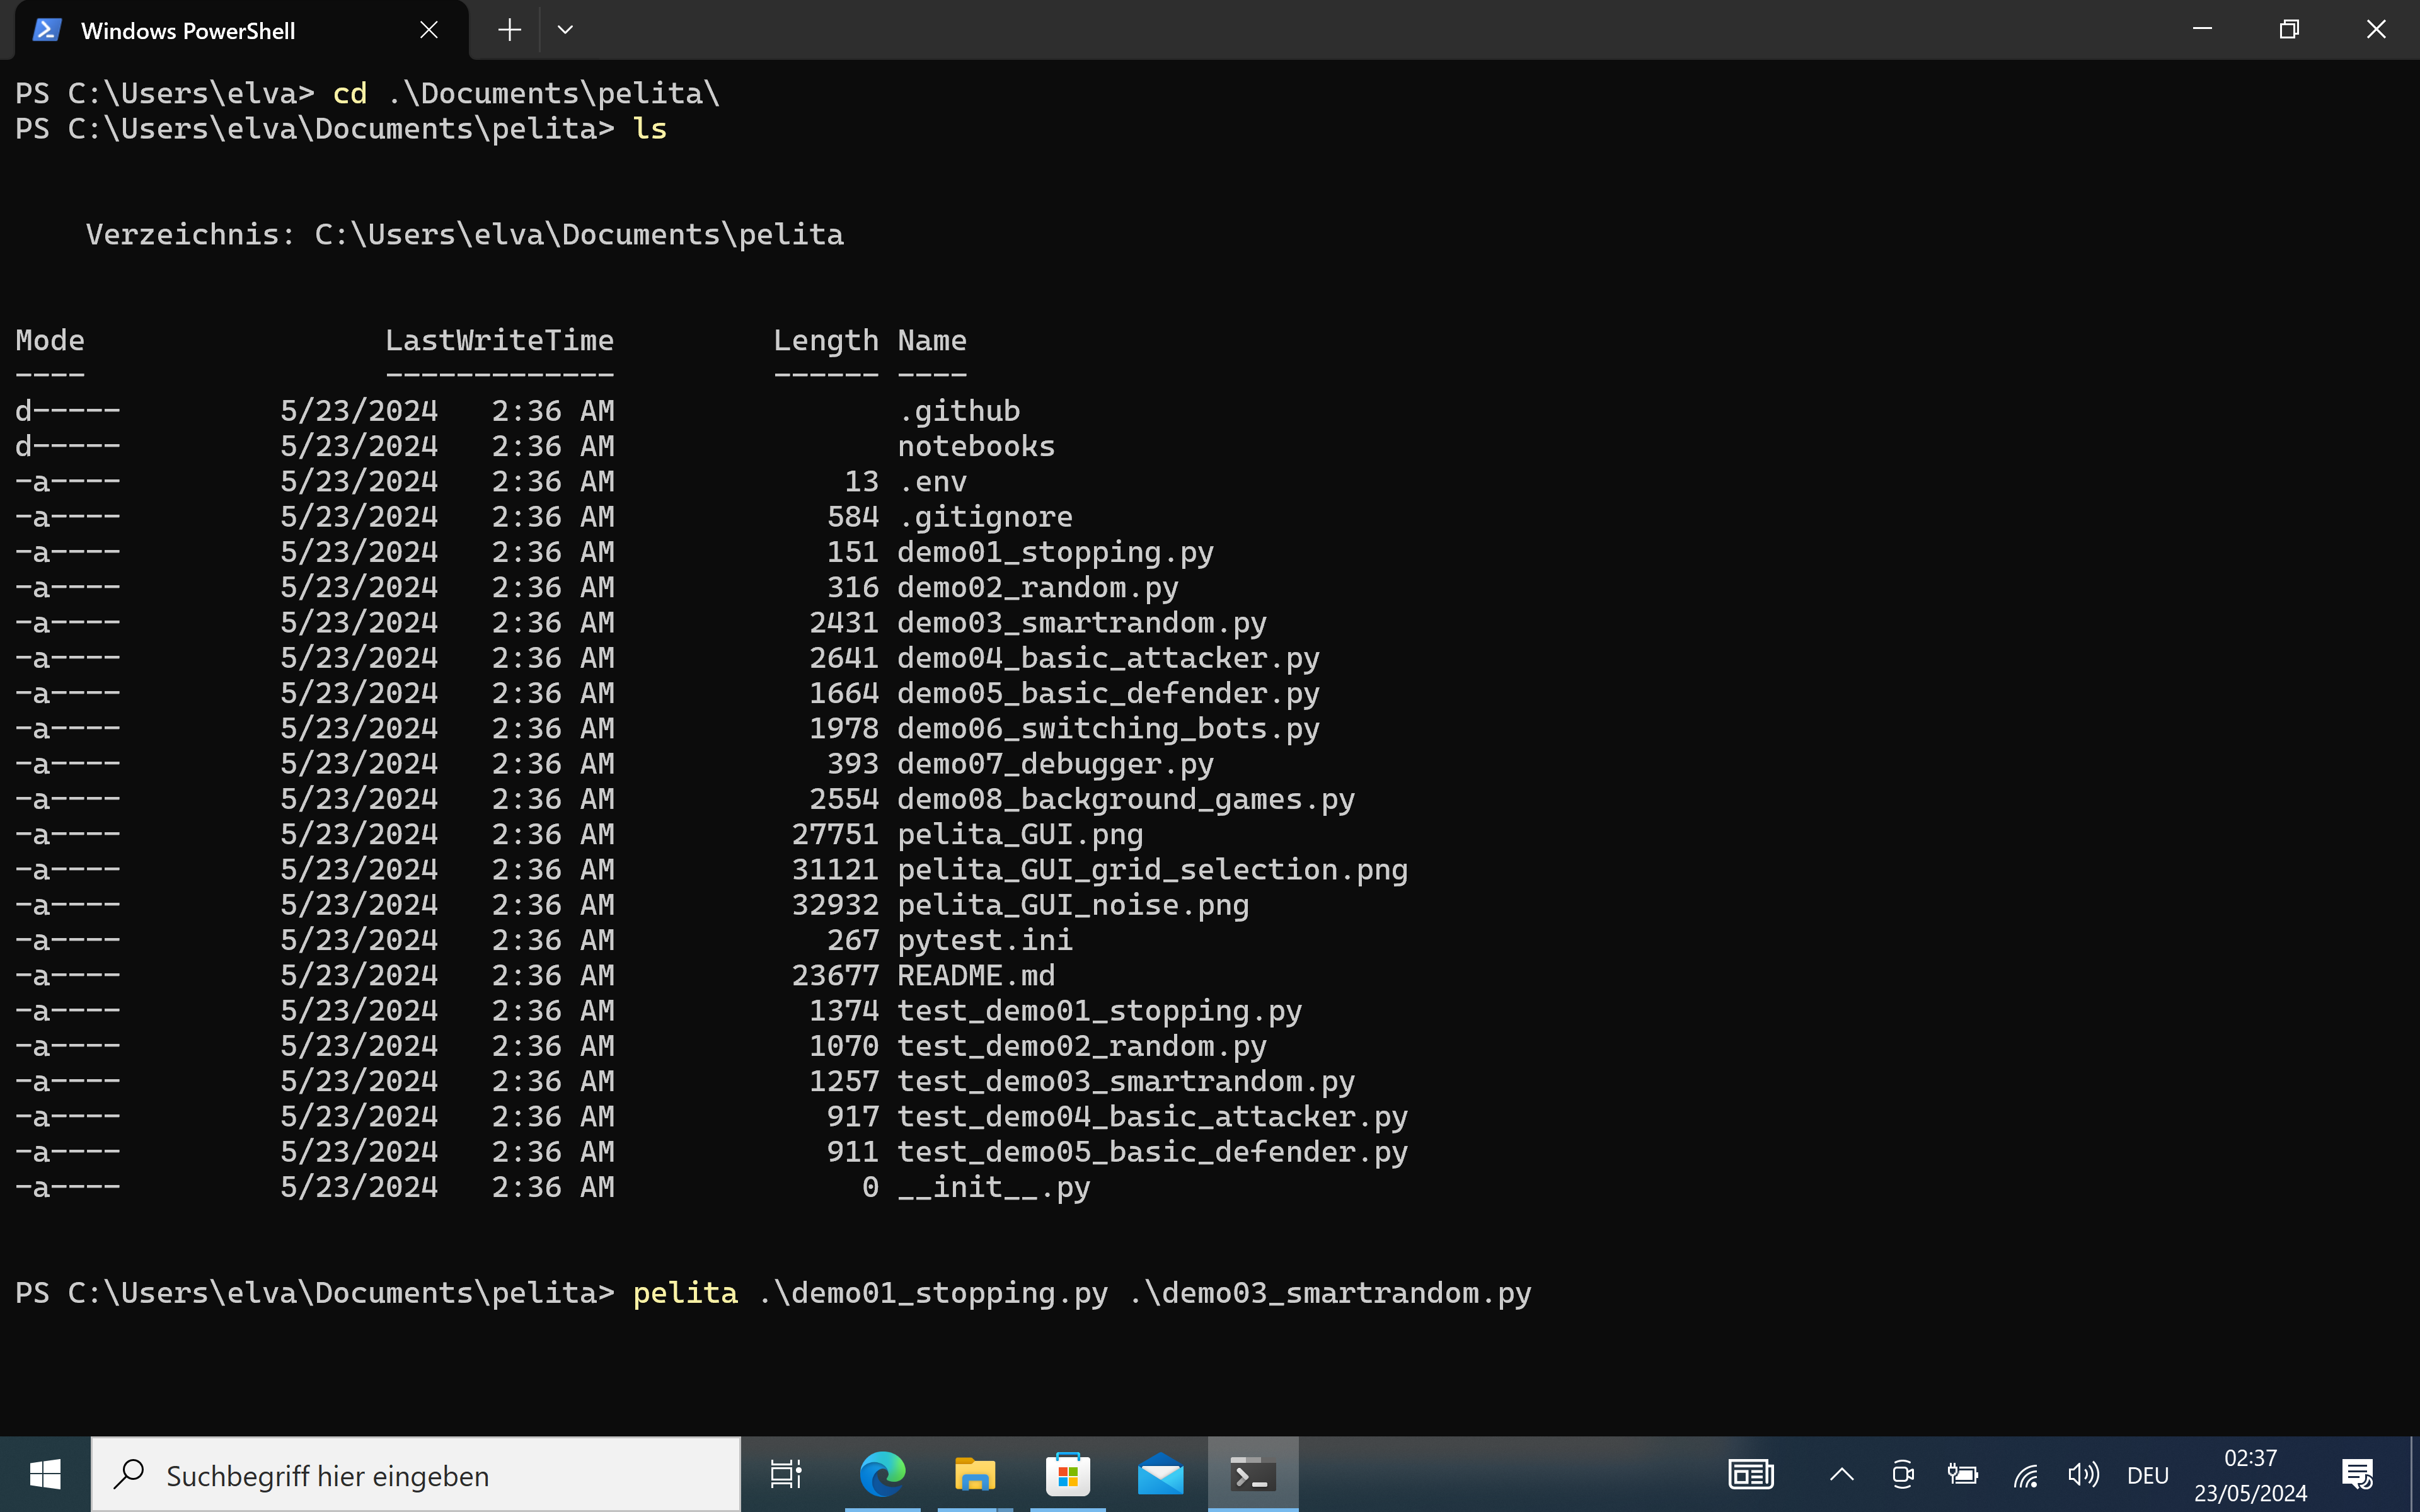 Windows PowerShell
PS C:\Users\elva> cd .\Documents\pelita\
PS C:\Users\elva\Documents\pelita> ls
Verzeichnis: C:\Users\elva\Documents\pelita
Mode LastWriteTime Length Name
---- ------------- ------ ----
d----- 5/23/2024 2:36 AM .github
d----- 5/23/2024 2:36 AM notebooks
-a---- 5/23/2024 2:36 AM 13 .env
-a---- 5/23/2024 2:36 AM 584 .gitignore
-a---- 5/23/2024 2:36 AM 151 demo01_stopping.py
-a---- 5/23/2024 2:36 AM 316 demo02_random.py
-a---- 5/23/2024 2:36 AM 2431 demo03_smartrandom.py
-a---- 5/23/2024 2:36 AM 2641 demo04_basic_attacker.py
-a---- 5/23/2024 2:36 AM 1664 demo05_basic_defender.py
-a---- 5/23/2024 2:36 AM 1978 demo06_switching_bots.py
-a---- 5/23/2024 2:36 AM 393 demo07_debugger.py
-a---- 5/23/2024 2:36 AM 2554 demo08_background_games.py
-a---- 5/23/2024 2:36 AM 27751 pelita_GUI.png
-a---- 5/23/2024 2:36 AM 31121 pelita_GUI_grid_selection.png
-a---- 5/23/2024 2:36 AM 32932 pelita_GUI_noise.png
-a---- 5/23/2024 2:36 AM 267 pytest.ini
-a---- 5/23/2024 2:36 AM 23677 README.md
-a---- 5/23/2024 2:36 AM 1374 test_demo01_stopping.py
-a---- 5/23/2024 2:36 AM 1070 test_demo02_random.py
-a---- 5/23/2024 2:36 AM 1257 test_demo03_smartrandom.py
-a---- 5/23/2024 2:36 AM 917 test_demo04_basic_attacker.py
-a---- 5/23/2024 2:36 AM 911 test_demo05_basic_defender.py
-a---- 5/23/2024 2:36 AM 0 __init__.py
PS C:\Users\elva\Documents\pelita> pelita .\demo01_stopping.py .\demo03_smartrandom.py
Suchbegriff hier eingeben
DEU
02:37
23/05/2024